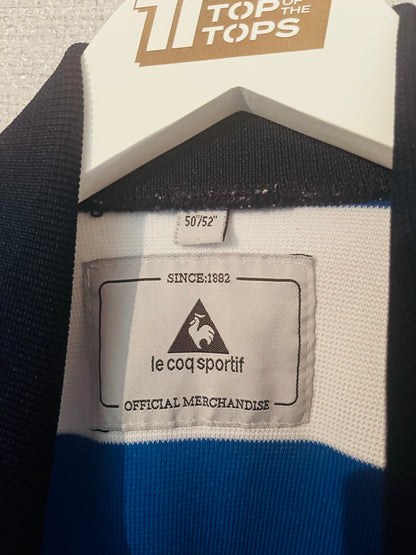 TOP OF THE
TOPS
50"/52"
SINCE:1882
le coq sportif
OFFICIAL MERCHANDISE